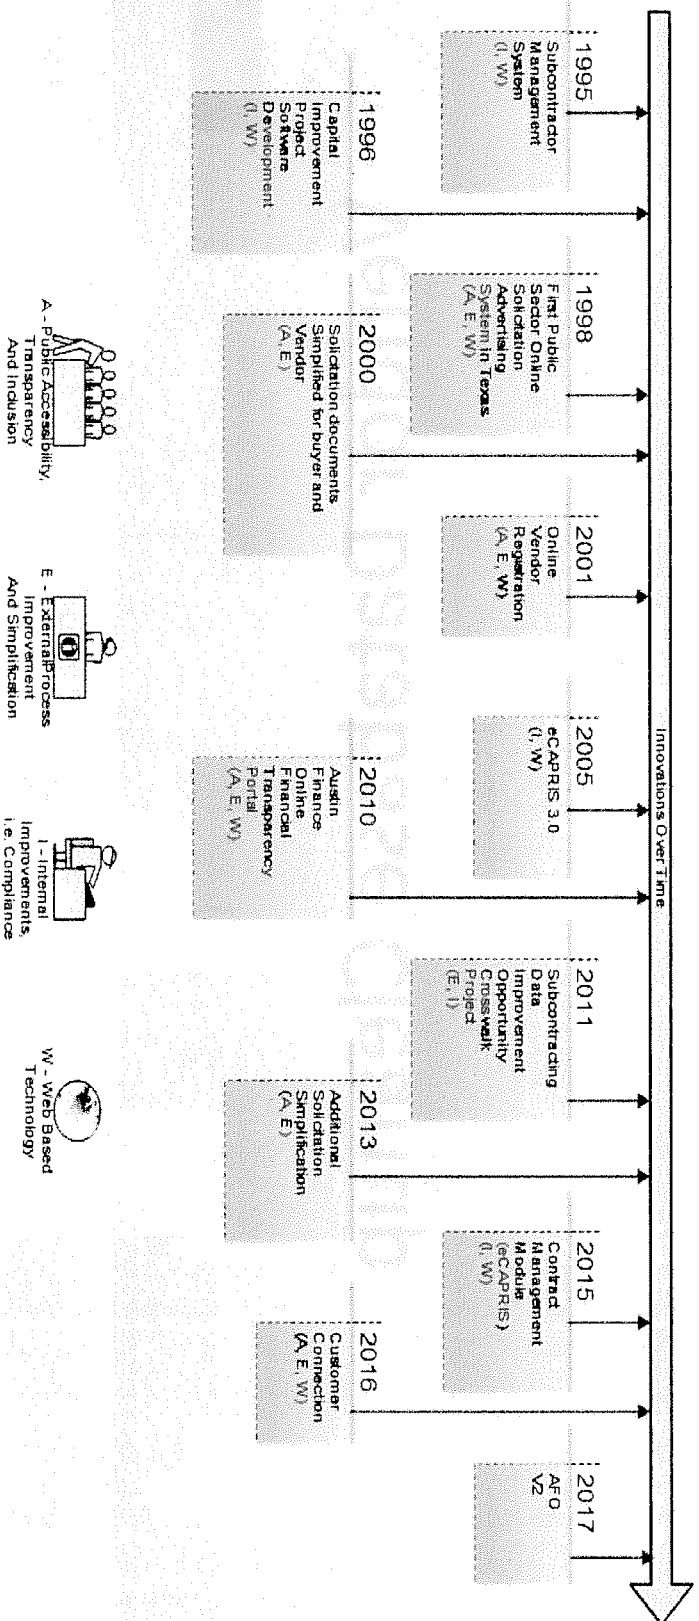 Innovations Over Time
1995
Subcontractor
Management
System
(I, W)
1996
Capital
Improvement
Project
Software
Development
(I, W)
1998
First Public
Sector Online
Solicitation
Advertising
System in Texas
(A, E, W)
2000
Solicitation documents
Simplified for buyer and
Vendor
(A, E)
2001
Online
Vendor
Registration
(A, E, W)
2005
eCAPRIS 3.0
(I, W)
2010
Austin
Finance
Online
Financial
Transparency
Portal
(A, E, W)
2011
Subcontracting
Data
Improvement
Opportunity
Crosswalk
Project
(E, I)
2013
Additional
Solicitation
Simplification
(A, E)
2015
Contract
Management
Module
(eCAPRIS)
(I, W)
2016
Customer
Connection
(A, E, W)
2017
AFO
V2
A - Public Accessibility,
Transparency
And Inclusion
E - ExternalProcess
Improvement
And Simplification
I - Internal
Improvements,
i.e. Compliance
W - Web Based
Technology